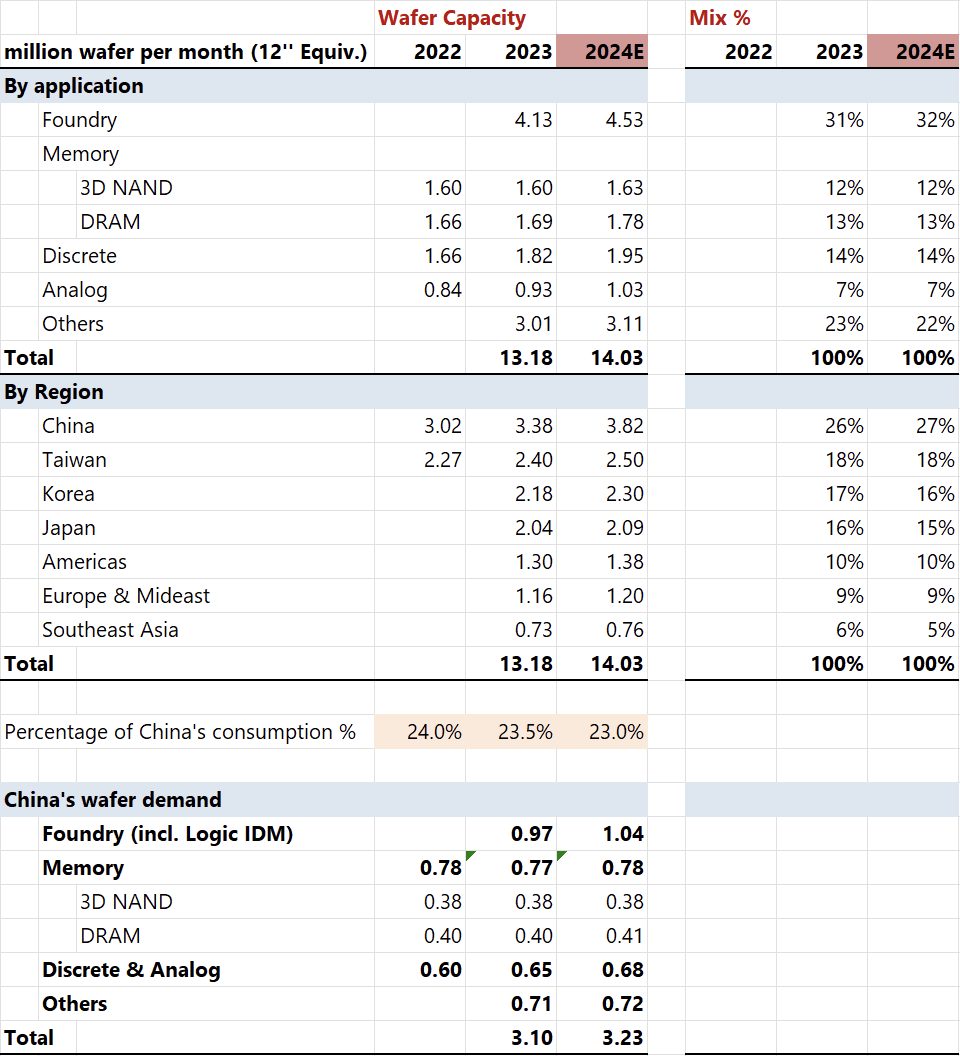 Wafer Capacity Mix %
million wafer per month (12'' Equiv.) 2022 2023 2024E 2022 2023 2024E
By application
Foundry 4.13 4.53 31% 32%
Memory
3D NAND 1.60 1.60 1.63 12% 12%
DRAM 1.66 1.69 1.78 13% 13%
Discrete 1.66 1.82 1.95 14% 14%
Analog 0.84 0.93 1.03 7% 7%
Others 3.01 3.11 23% 22%
Total 13.18 14.03 100% 100%
By Region
China 3.02 3.38 3.82 26% 27%
Taiwan 2.27 2.40 2.50 18% 18%
Korea 2.18 2.30 17% 16%
Japan 2.04 2.09 16% 15%
Americas 1.30 1.38 10% 10%
Europe & Mideast 1.16 1.20 9% 9%
Southeast Asia 0.73 0.76 6% 5%
Total 13.18 14.03 100% 100%
Percentage of China's consumption % 24.0% 23.5% 23.0%
China's wafer demand
Foundry (incl. Logic IDM) 0.97 1.04
Memory 0.78 0.77 0.78
3D NAND 0.38 0.38 0.38
DRAM 0.40 0.40 0.41
Discrete & Analog 0.60 0.65 0.68
Others 0.71 0.72
Total 3.10 3.23